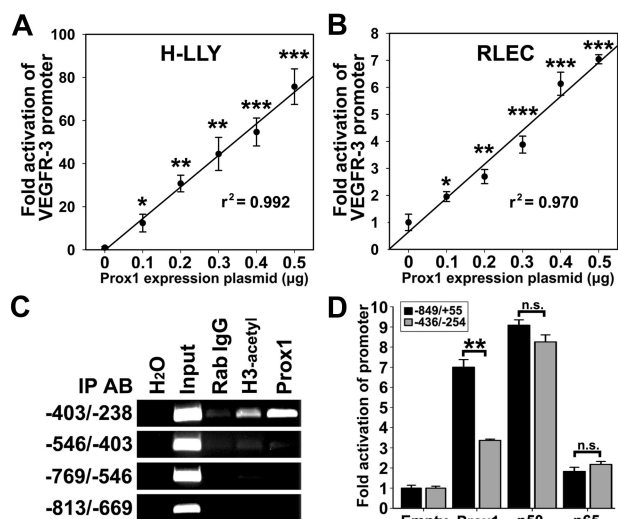 A
H-LLY
Fold activation of
VEGFR-3 promoter
100
80
60
40
20
0
*
**
**
***
***
r² = 0.992
0 0.1 0.2 0.3 0.4 0.5
Prox1 expression plasmid (µg)
B
RLEC
Fold activation of
VEGFR-3 promoter
8
7
6
5
4
3
2
1
0
*
**
***
***
***
r² = 0.970
0 0.1 0.2 0.3 0.4 0.5
Prox1 expression plasmid (µg)
C
IP AB
H₂O
Input
Rab IgG
H3-acetyl
Prox1
-403/-238
-546/-403
-769/-546
-813/-669
D
Fold activation of promoter
10
9
8
7
6
5
4
3
2
1
0
-849/+55
-436/-254
**
n.s.
n.s.
Empty Prox1 p50 p65